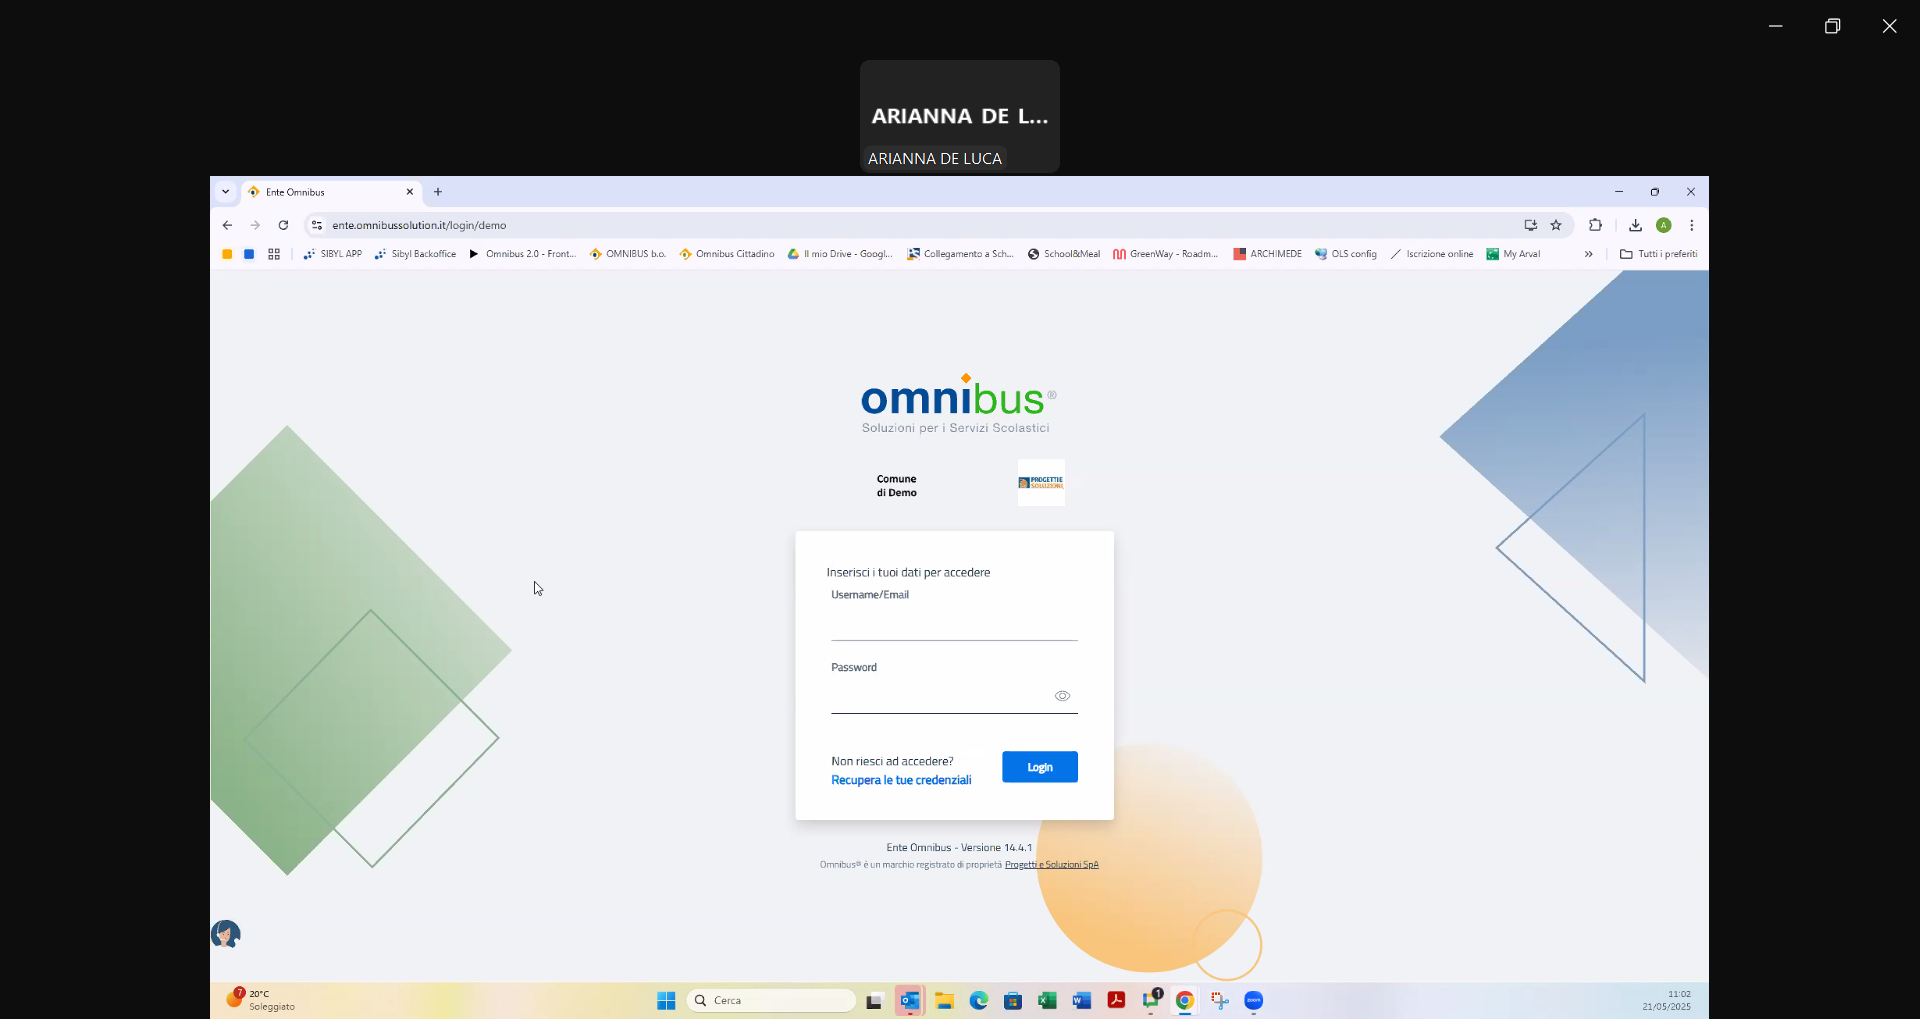 ARIANNA DE L...
ARIANNA DE LUCA
Ente Omnibus
ente.omnibussolution.it/login/demo
A
SIBYL APP
Sibyl Backoffice
Omnibus 2.0 - Front...
OMNIBUS b.o.
Omnibus Cittadino
Il mio Drive - Googl...
Collegamento a Sch...
School&Meal
GreenWay - Roadm...
ARCHIMEDE
OLS config
Iscrizione online
My Arval
»
Tutti i preferiti
omnibus®
Soluzioni per i Servizi Scolastici
Comune
di Demo
PROGETTI E
SOLUZIONI
Inserisci i tuoi dati per accedere
Username/Email
Password
Non riesci ad accedere?
Recupera le tue credenziali
Login
Ente Omnibus - Versione 14.4.1
Omnibus® è un marchio registrato di proprietà Progetti e Soluzioni SpA
7
20°C
Soleggiato
Cerca
1
zoom
11:02
21/05/2025